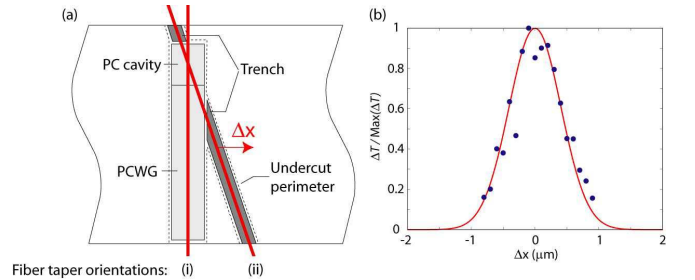 (a)
PC cavity
Trench
Δx
PCWG
Undercut
perimeter
Fiber taper orientations: (i) (ii)
(b)
ΔT / Max(ΔT)
1
0.8
0.6
0.4
0.2
0
-2 -1 0 1 2
Δx (μm)